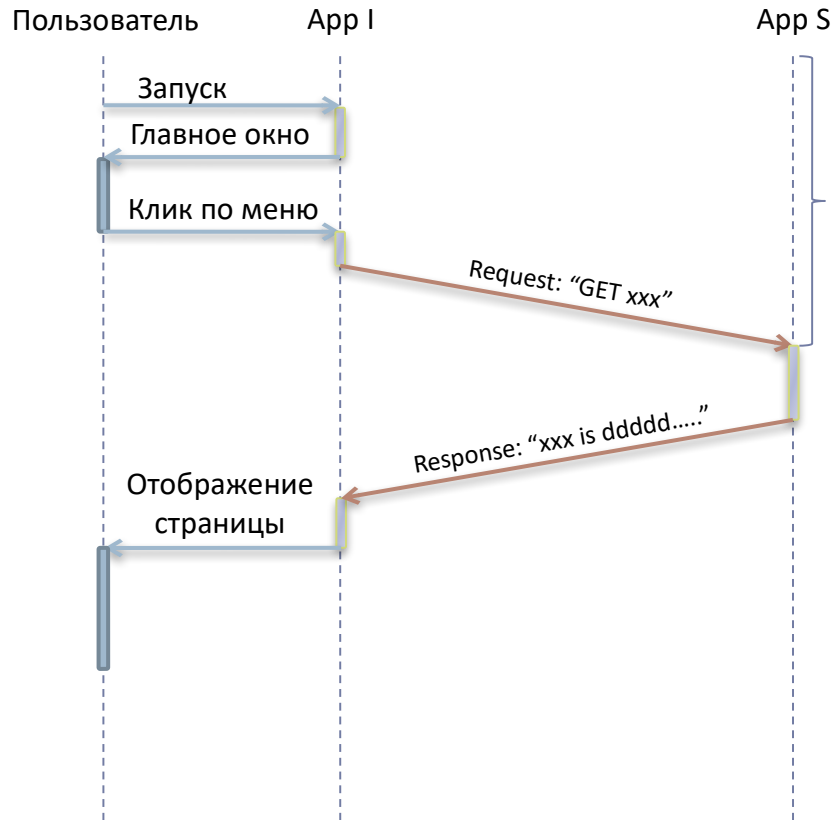 Пользователь
App I
App S
Запуск
Главное окно
Клик по меню
Request: “GET xxx”
Response: “xxx is ddddd…..”
Отображение
страницы